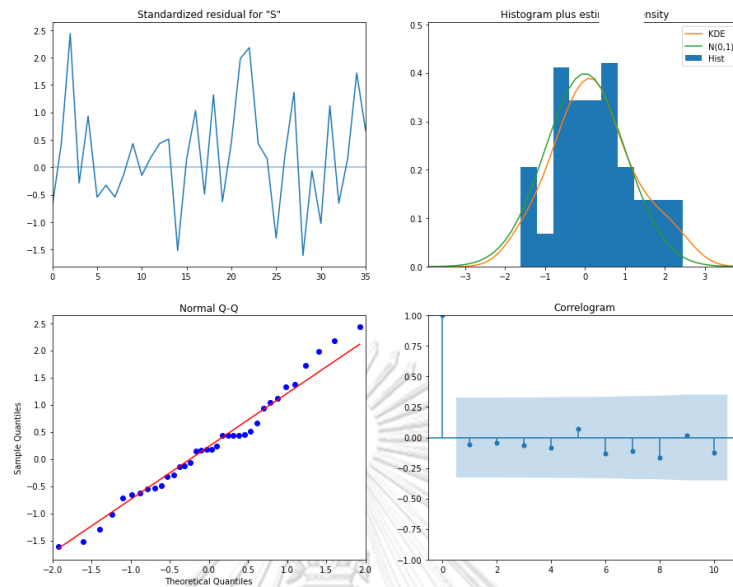 Standardized residual for "S"
2.5
2.0
1.5
1.0
0.5
0.0
−0.5
−1.0
−1.5
0 5 10 15 20 25 30 35
Histogram plus esti ensity
0.5
0.4
0.3
0.2
0.1
0.0
KDE
N(0,1)
Hist
−3 −2 −1 0 1 2 3
Normal Q-Q
Sample Quantiles
2.5
2.0
1.5
1.0
0.5
0.0
−0.5
−1.0
−1.5
−2.0 −1.5 −1.0 −0.5 0.0 0.5 1.0 1.5 2.0
Theoretical Quantiles
Correlogram
1.00
0.75
0.50
0.25
0.00
−0.25
−0.50
−0.75
−1.00
0 2 4 6 8 10